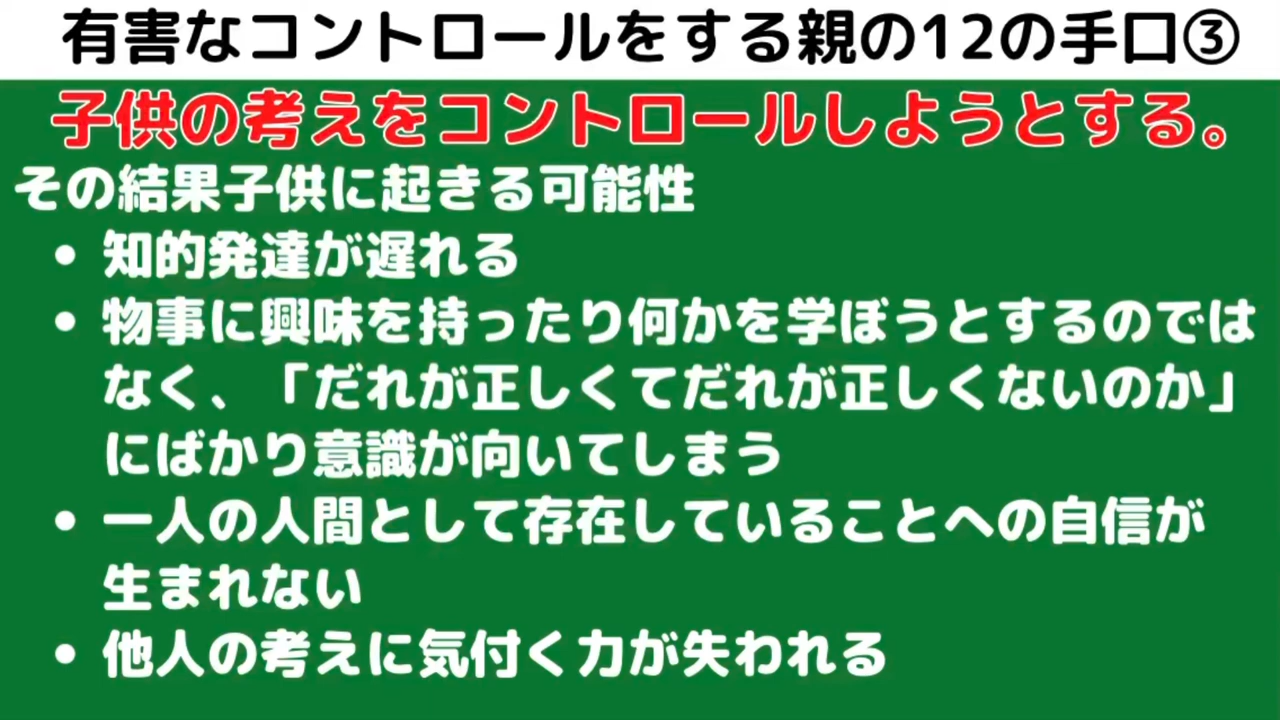 有害なコントロールをする親の12の手口③
子供の考えをコントロールしようとする。
その結果子供に起きる可能性
• 知的発達が遅れる
• 物事に興味を持ったり何かを学ぼうとするのでは
なく、「だれが正しくてだれが正しくないのか」
にばかり意識が向いてしまう
• 一人の人間として存在していることへの自信が
生まれない
• 他人の考えに気付く力が失われる